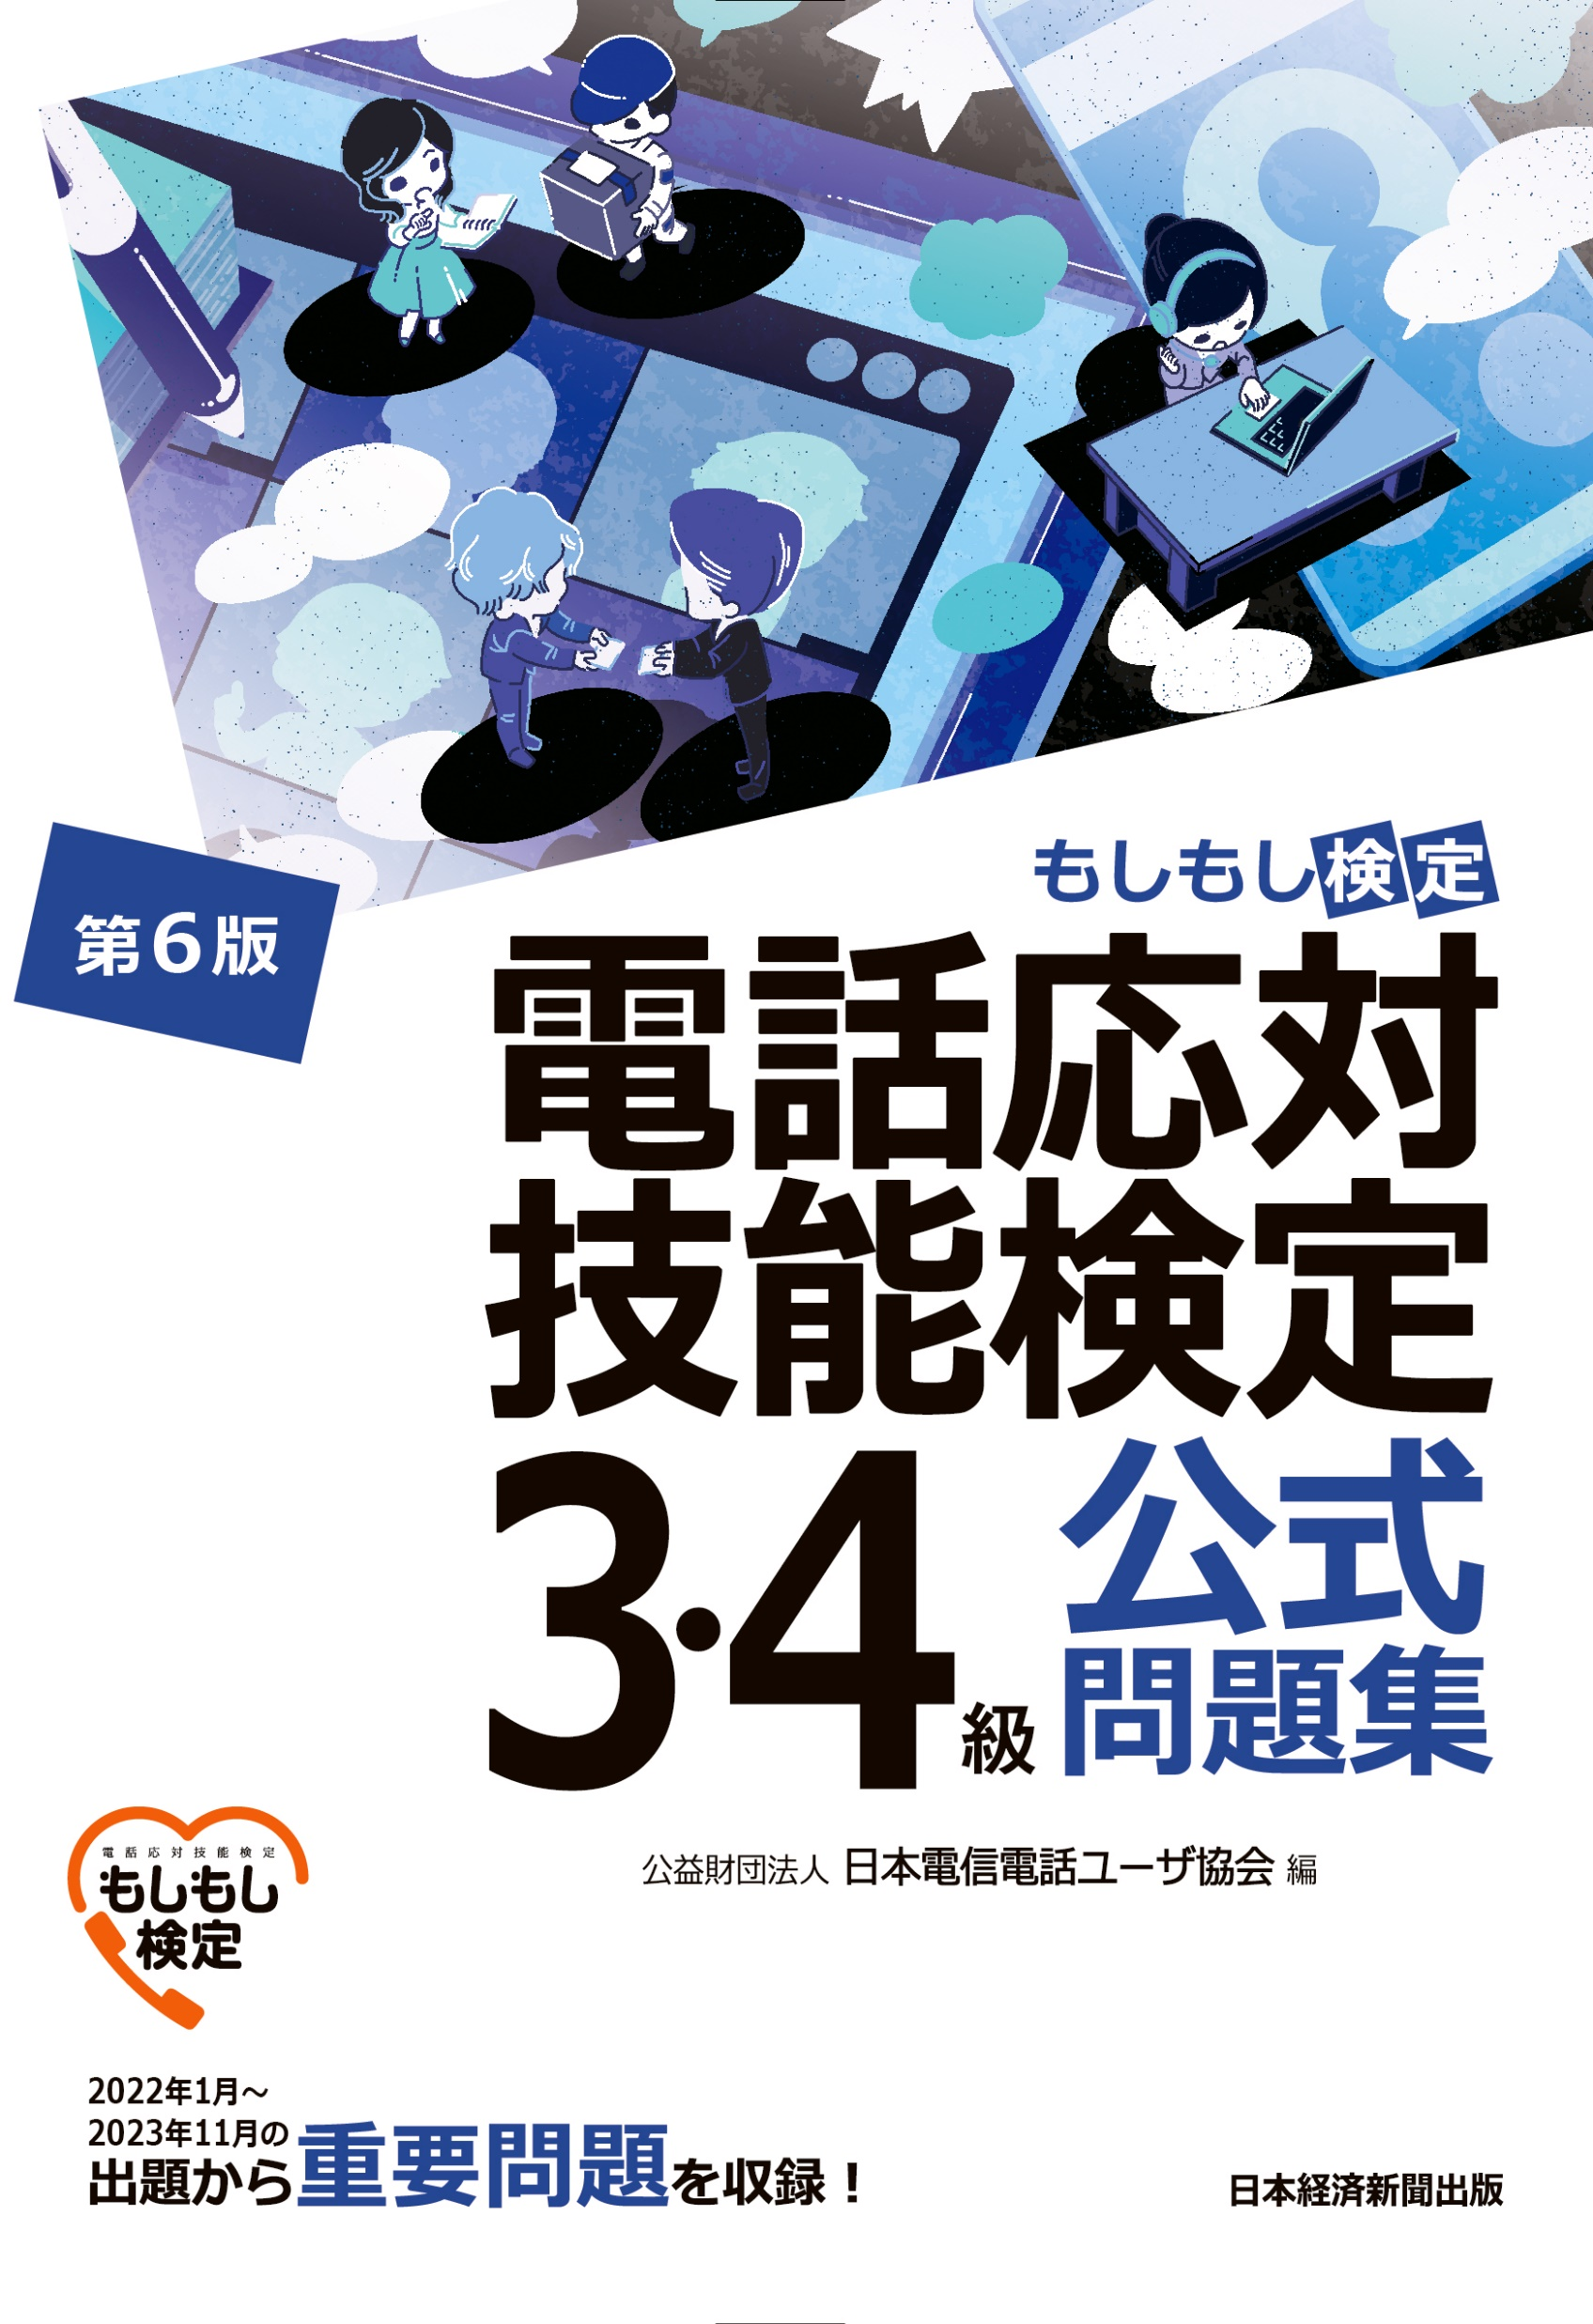 もしもし検定
第6版
電話応対
技能検定
3・4級
公式
問題集
公益財団法人 日本電信電話ユーザ協会 編
電話応対技能検定
もしもし
検定
2022年1月〜
2023年11月の
出題から重要問題を収録！
日本経済新聞出版